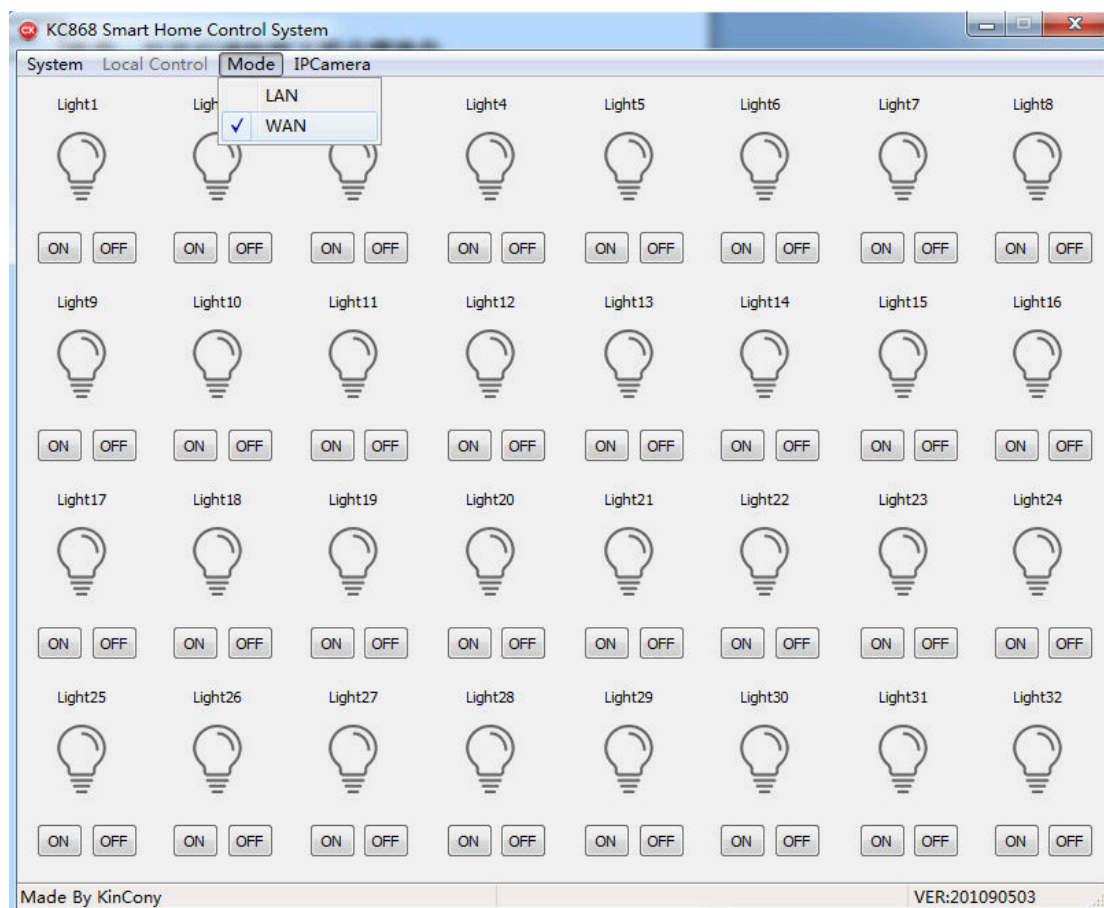 KC868 Smart Home Control System
System Local Control Mode IPCamera
LAN
WAN
Light1 Ligh Light4 Light5 Light6 Light7 Light8
ON OFF ON OFF ON OFF ON OFF ON OFF ON OFF ON OFF ON OFF
Light9 Light10 Light11 Light12 Light13 Light14 Light15 Light16
ON OFF ON OFF ON OFF ON OFF ON OFF ON OFF ON OFF ON OFF
Light17 Light18 Light19 Light20 Light21 Light22 Light23 Light24
ON OFF ON OFF ON OFF ON OFF ON OFF ON OFF ON OFF ON OFF
Light25 Light26 Light27 Light28 Light29 Light30 Light31 Light32
ON OFF ON OFF ON OFF ON OFF ON OFF ON OFF ON OFF ON OFF
Made By KinCony VER:201090503